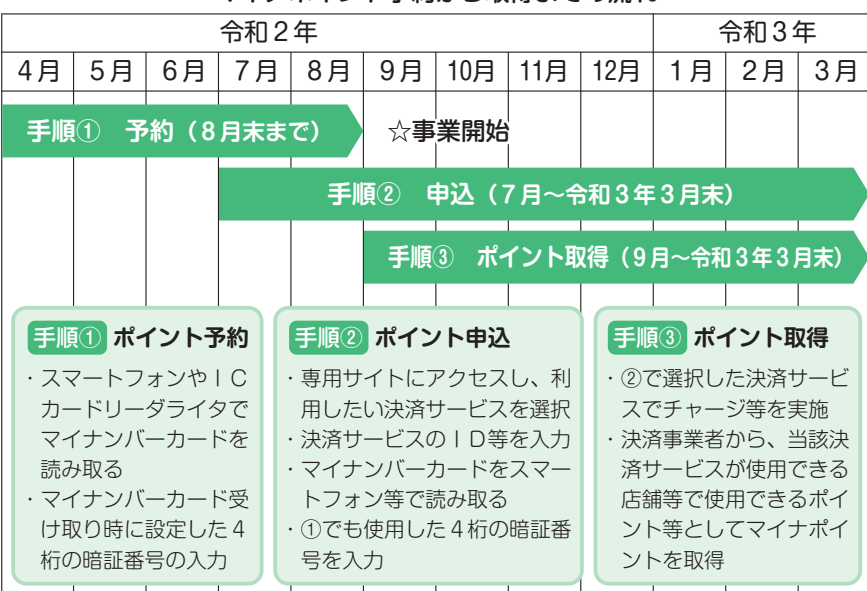 令和2年 令和3年
4月 5月 6月 7月 8月 9月 10月 11月 12月 1月 2月 3月
手順① 予約（8月末まで） ☆事業開始
手順② 申込（7月～令和3年3月末）
手順③ ポイント取得（9月～令和3年3月末）
手順① ポイント予約
・スマートフォンやＩＣ
カードリーダライタで
マイナンバーカードを
読み取る
・マイナンバーカード受
け取り時に設定した4
桁の暗証番号の入力
手順② ポイント申込
・専用サイトにアクセスし、利
用したい決済サービスを選択
・決済サービスのＩＤ等を入力
・マイナンバーカードをスマー
トフォン等で読み取る
・①でも使用した4桁の暗証番
号を入力
手順③ ポイント取得
・②で選択した決済サービ
スでチャージ等を実施
・決済事業者から、当該決
済サービスが使用できる
店舗等で使用できるポイ
ント等としてマイナポイ
ントを取得